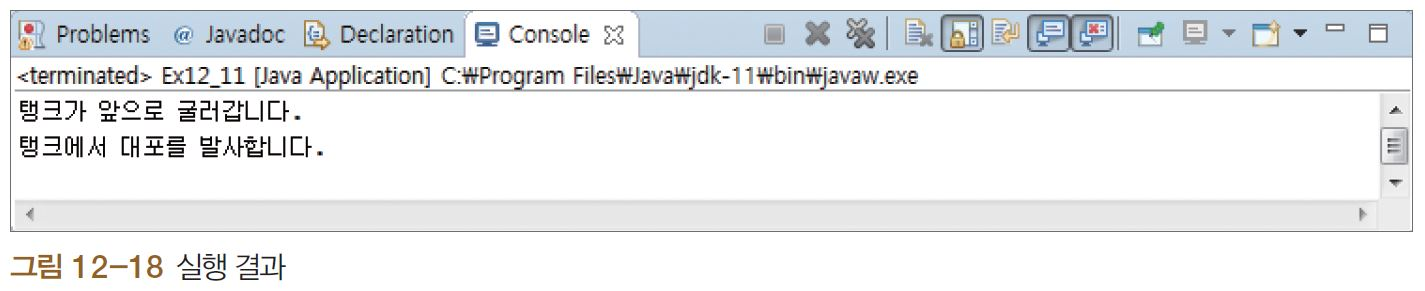 Problems @ Javadoc Declaration Console
<terminated> Ex12_11 [Java Application] C:₩Program Files₩Java₩jdk-11₩bin₩javaw.exe
탱크가 앞으로 굴러갑니다.
탱크에서 대포를 발사합니다.
그림 12-18 실행 결과